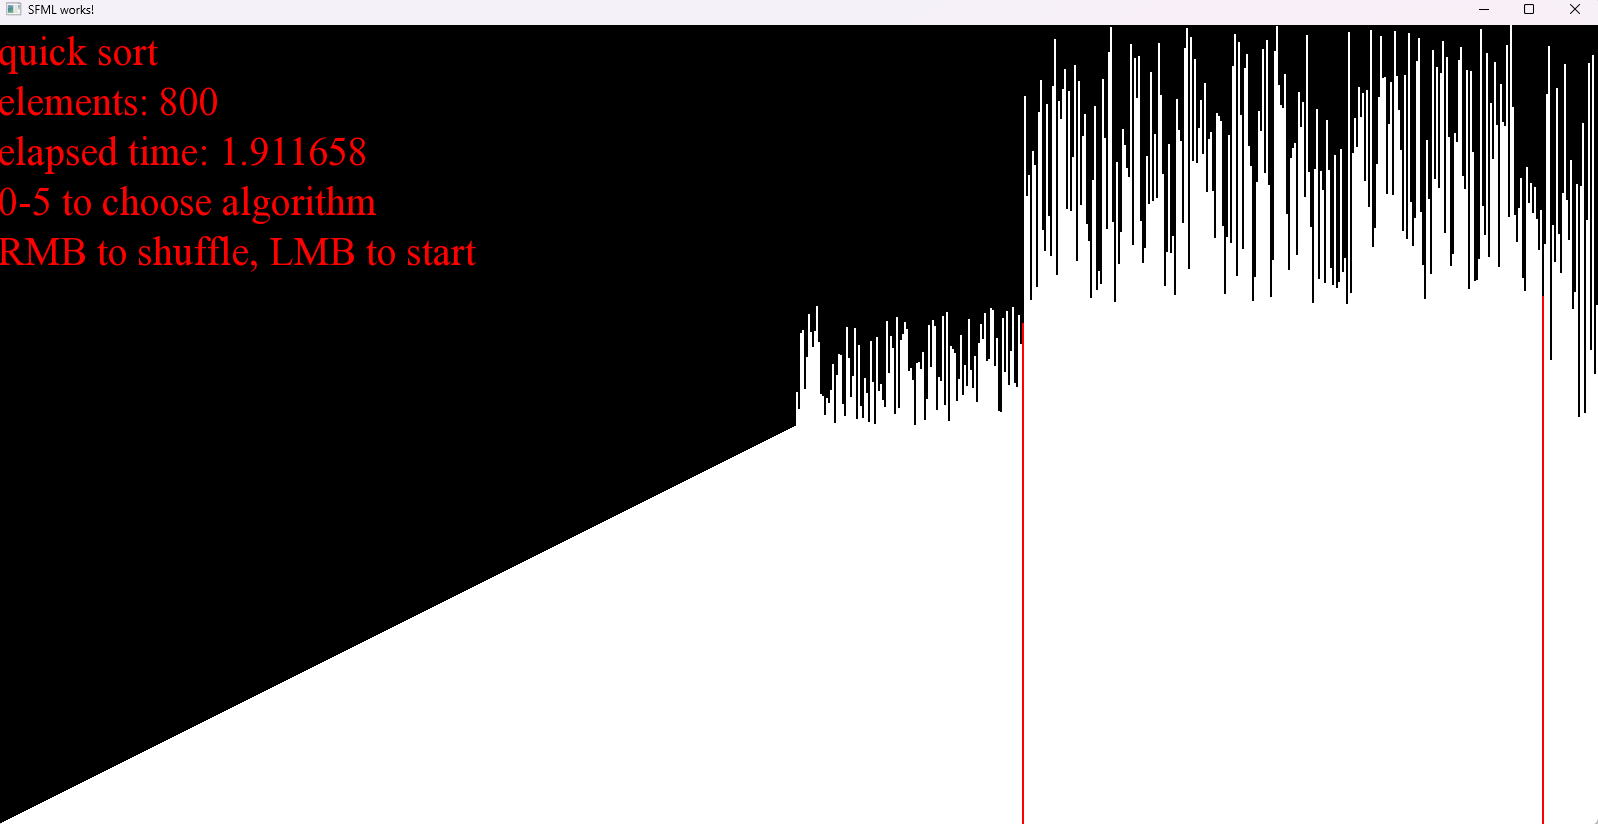 SFML works!
quick sort
elements: 800
elapsed time: 1.911658
0-5 to choose algorithm
RMB to shuffle, LMB to start